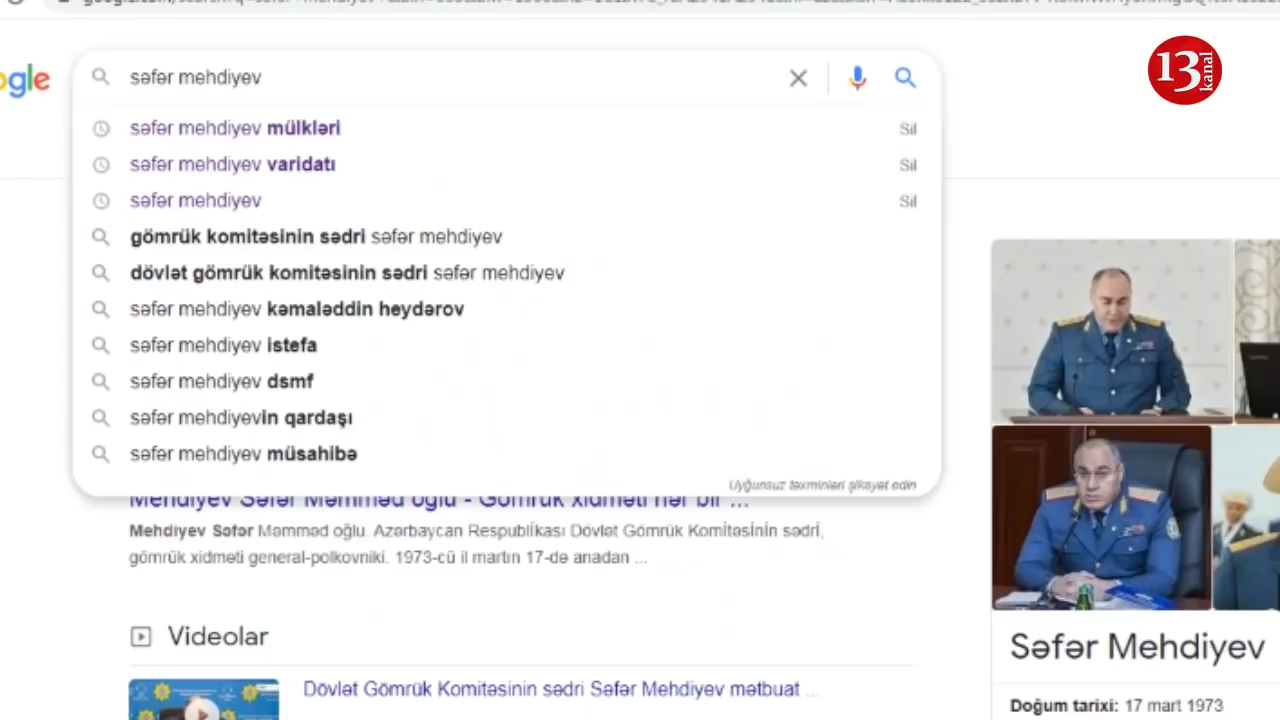 13 kanal
səfər mehdiyev
səfər mehdiyev mülkləri
Sil
səfər mehdiyev varidatı
Sil
səfər mehdiyev
Sil
gömrük komitəsinin sədri səfər mehdiyev
dövlət gömrük komitəsinin sədri səfər mehdiyev
səfər mehdiyev kəmaləddin heydərov
səfər mehdiyev istefa
səfər mehdiyev dsmf
səfər mehdiyevin qardaşı
səfər mehdiyev müsahibə
Uyğunsuz təxminləri şikayət edin
Mehdiyev Səfər Məmməd oğlu - Gömrük xidməti hər bir ...
Mehdiyev Səfər Məmməd oğlu. Azərbaycan Respublikası Dövlət Gömrük Komitəsinin sədri,
gömrük xidməti general-polkovniki. 1973-cü il martın 17-də anadan ...
Videolar
Dövlət Gömrük Komitəsinin sədri Səfər Mehdiyev mətbuat ...
Səfər Mehdiyev
Doğum tarixi: 17 mart 1973